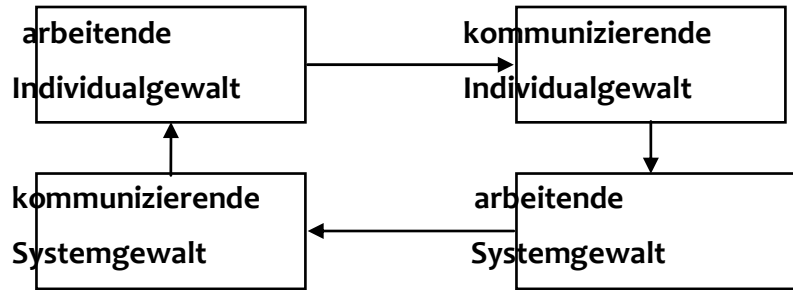 arbeitende
Individualgewalt
kommunizierende
Individualgewalt
kommunizierende
Systemgewalt
arbeitende
Systemgewalt